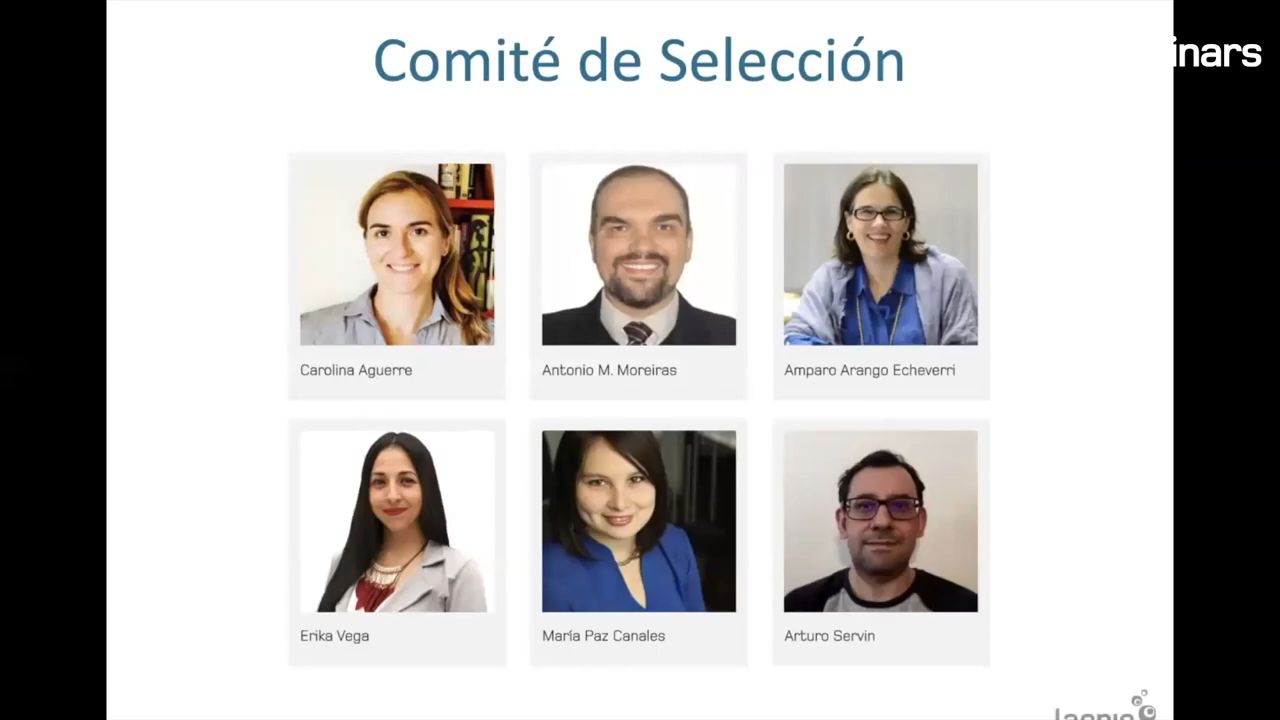 Comité de Selección
inars
Carolina Aguerre
Antonio M. Moreiras
Amparo Arango Echeverri
Erika Vega
María Paz Canales
Arturo Servin